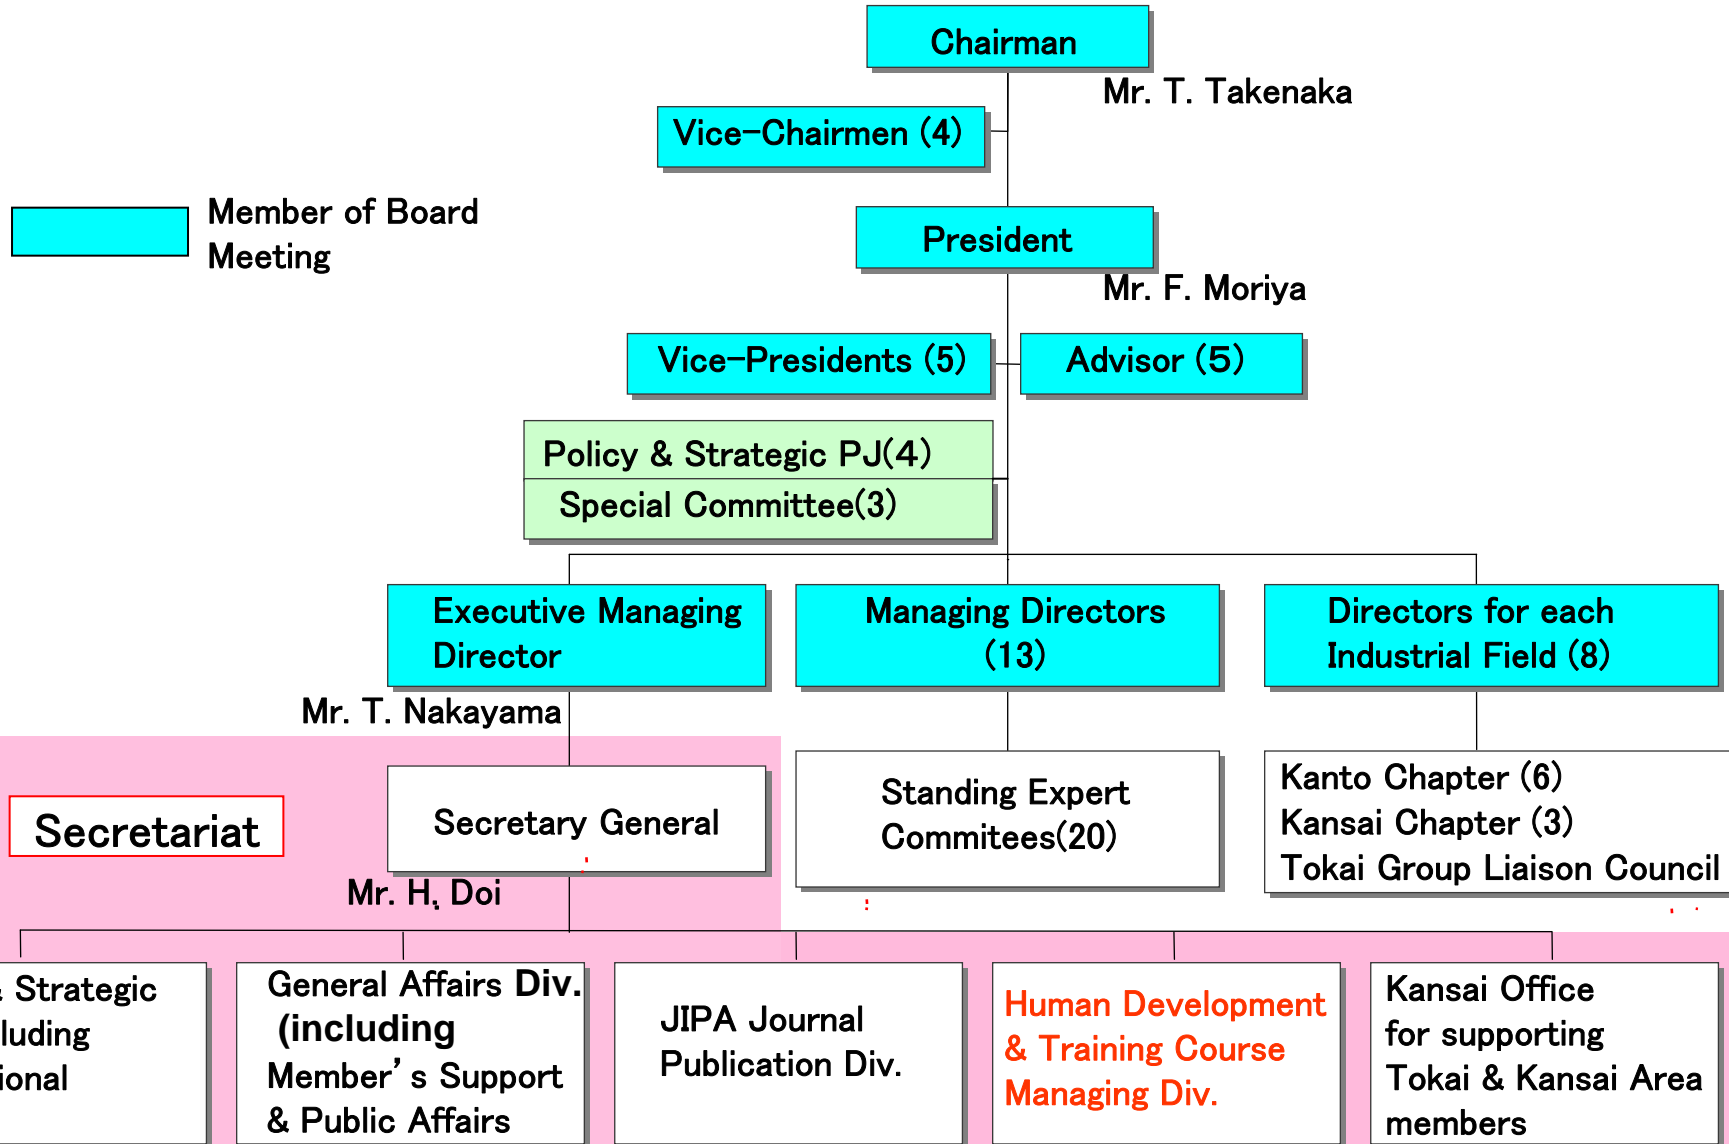 Chairman
Mr. T. Takenaka
Vice-Chairmen (4)
Member of Board
Meeting
President
Mr. F. Moriya
Vice-Presidents (5)
Advisor (5)
Policy & Strategic PJ(4)
Special Committee(3)
Executive Managing
Director
Managing Directors
(13)
Directors for each
Industrial Field (8)
Mr. T. Nakayama
Secretariat
Secretary General
Standing Expert
Commitees(20)
Kanto Chapter (6)
Kansai Chapter (3)
Tokai Group Liaison Council
Mr. H. Doi
& Strategic
luding
ional
General Affairs Div.
(including
Member's Support
& Public Affairs
JIPA Journal
Publication Div.
Human Development
& Training Course
Managing Div.
Kansai Office
for supporting
Tokai & Kansai Area
members